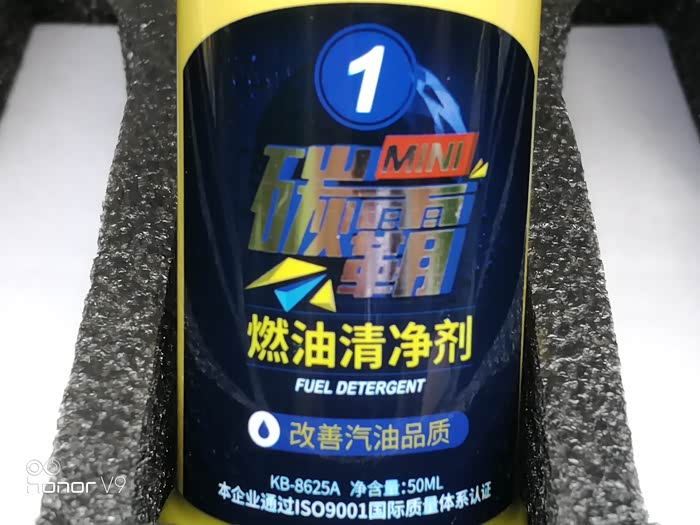 1
MINI
碳霸
燃油清净剂
FUEL DETERGENT
改善汽油品质
KB-8625A 净含量:50ML
本企业通过ISO9001国际质量体系认证
honor V9